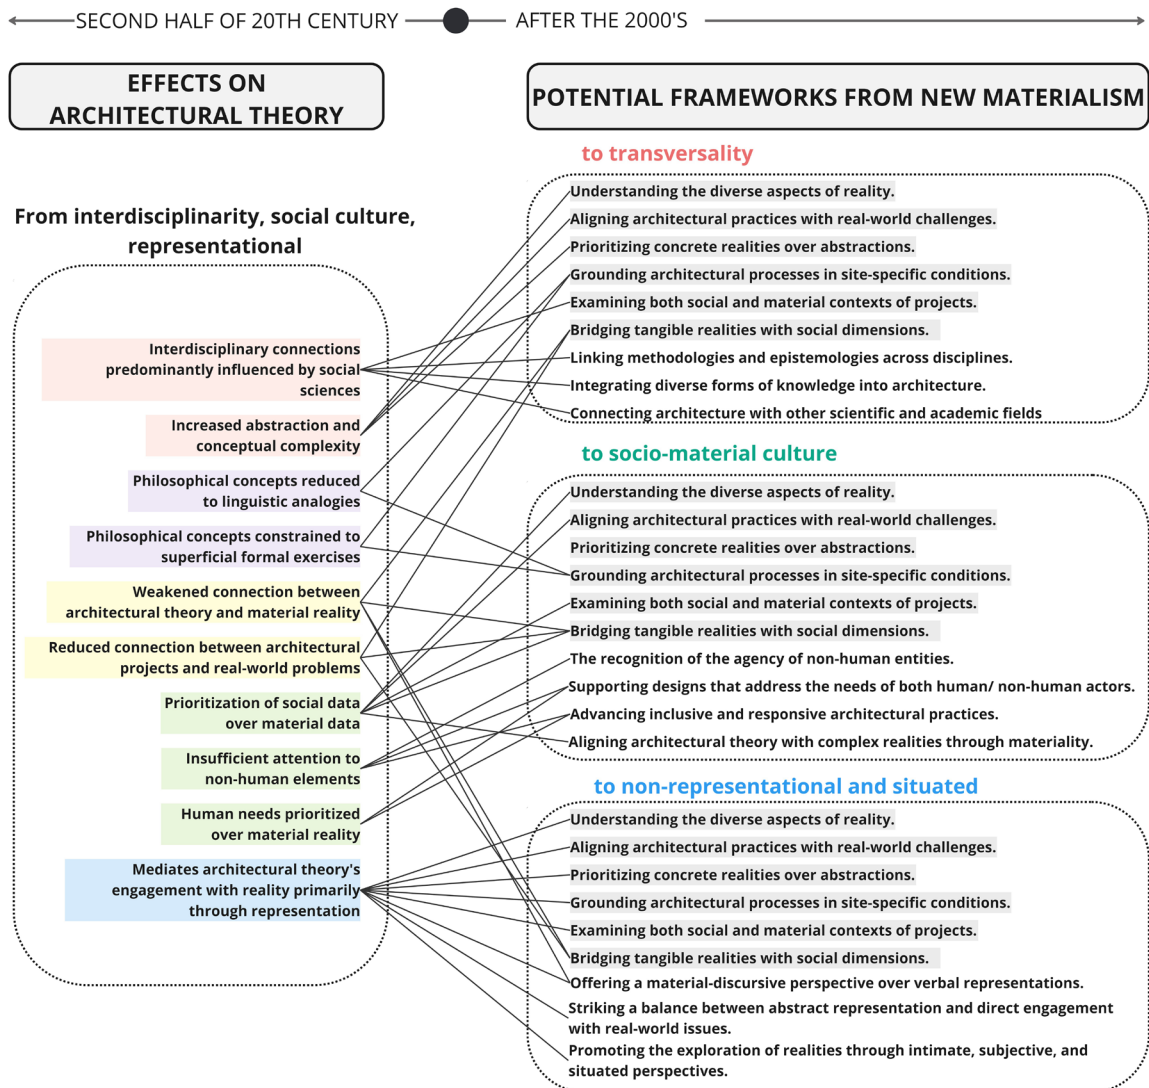 SECOND HALF OF 20TH CENTURY
AFTER THE 2000'S
EFFECTS ON
ARCHITECTURAL THEORY
From interdisciplinarity, social culture,
representational
Interdisciplinary connections
predominantly influenced by social
sciences
Increased abstraction and
conceptual complexity
Philosophical concepts reduced
to linguistic analogies
Philosophical concepts constrained to
superficial formal exercises
Weakened connection between
architectural theory and material reality
Reduced connection between architectural
projects and real-world problems
Prioritization of social data
over material data
Insufficient attention to
non-human elements
Human needs prioritized
over material reality
Mediates architectural theory's
engagement with reality primarily
through representation
POTENTIAL FRAMEWORKS FROM NEW MATERIALISM
to transversality
Understanding the diverse aspects of reality.
Aligning architectural practices with real-world challenges.
Prioritizing concrete realities over abstractions.
Grounding architectural processes in site-specific conditions.
Examining both social and material contexts of projects.
Bridging tangible realities with social dimensions.
Linking methodologies and epistemologies across disciplines.
Integrating diverse forms of knowledge into architecture.
Connecting architecture with other scientific and academic fields
to socio-material culture
Understanding the diverse aspects of reality.
Aligning architectural practices with real-world challenges.
Prioritizing concrete realities over abstractions.
Grounding architectural processes in site-specific conditions.
Examining both social and material contexts of projects.
Bridging tangible realities with social dimensions.
The recognition of the agency of non-human entities.
Supporting designs that address the needs of both human/ non-human actors.
Advancing inclusive and responsive architectural practices.
Aligning architectural theory with complex realities through materiality.
to non-representational and situated
Understanding the diverse aspects of reality.
Aligning architectural practices with real-world challenges.
Prioritizing concrete realities over abstractions.
Grounding architectural processes in site-specific conditions.
Examining both social and material contexts of projects.
Bridging tangible realities with social dimensions.
Offering a material-discursive perspective over verbal representations.
Striking a balance between abstract representation and direct engagement
with real-world issues.
Promoting the exploration of realities through intimate, subjective, and
situated perspectives.